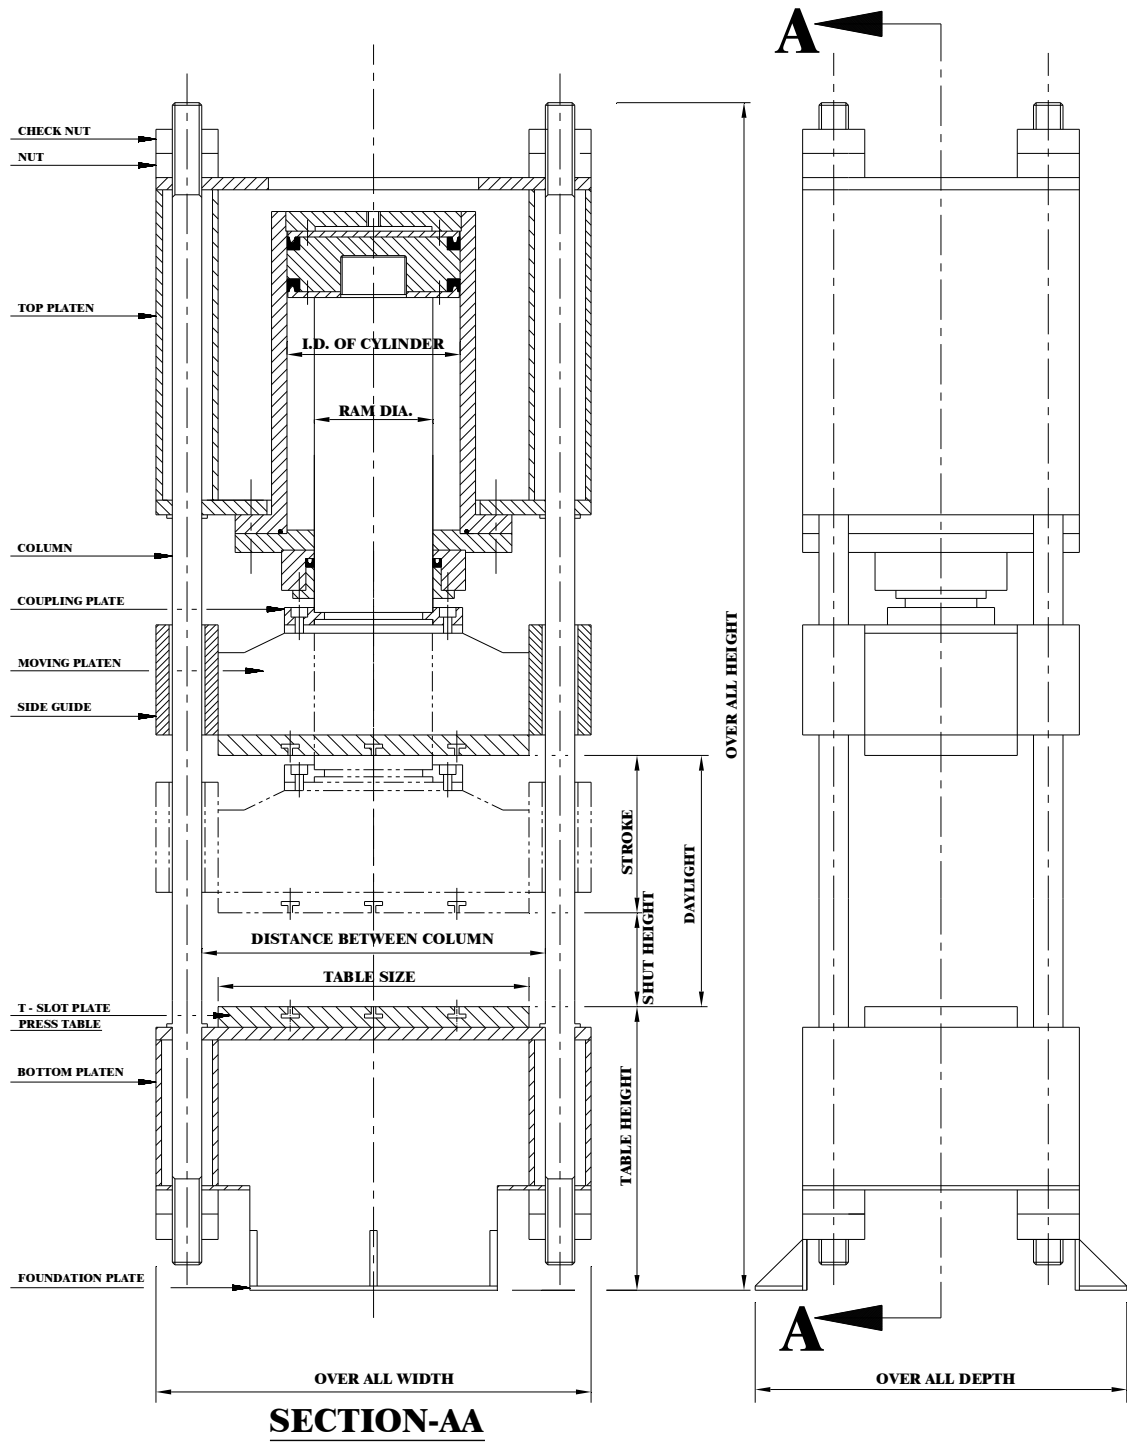 A
CHECK NUT
NUT
TOP PLATEN
I.D. OF CYLINDER
RAM DIA.
COLUMN
COUPLING PLATE
MOVING PLATEN
SIDE GUIDE
OVER ALL HEIGHT
STROKE
DAYLIGHT
SHUT HEIGHT
DISTANCE BETWEEN COLUMN
TABLE SIZE
T - SLOT PLATE
PRESS TABLE
BOTTOM PLATEN
TABLE HEIGHT
FOUNDATION PLATE
A
OVER ALL WIDTH
OVER ALL DEPTH
SECTION-AA